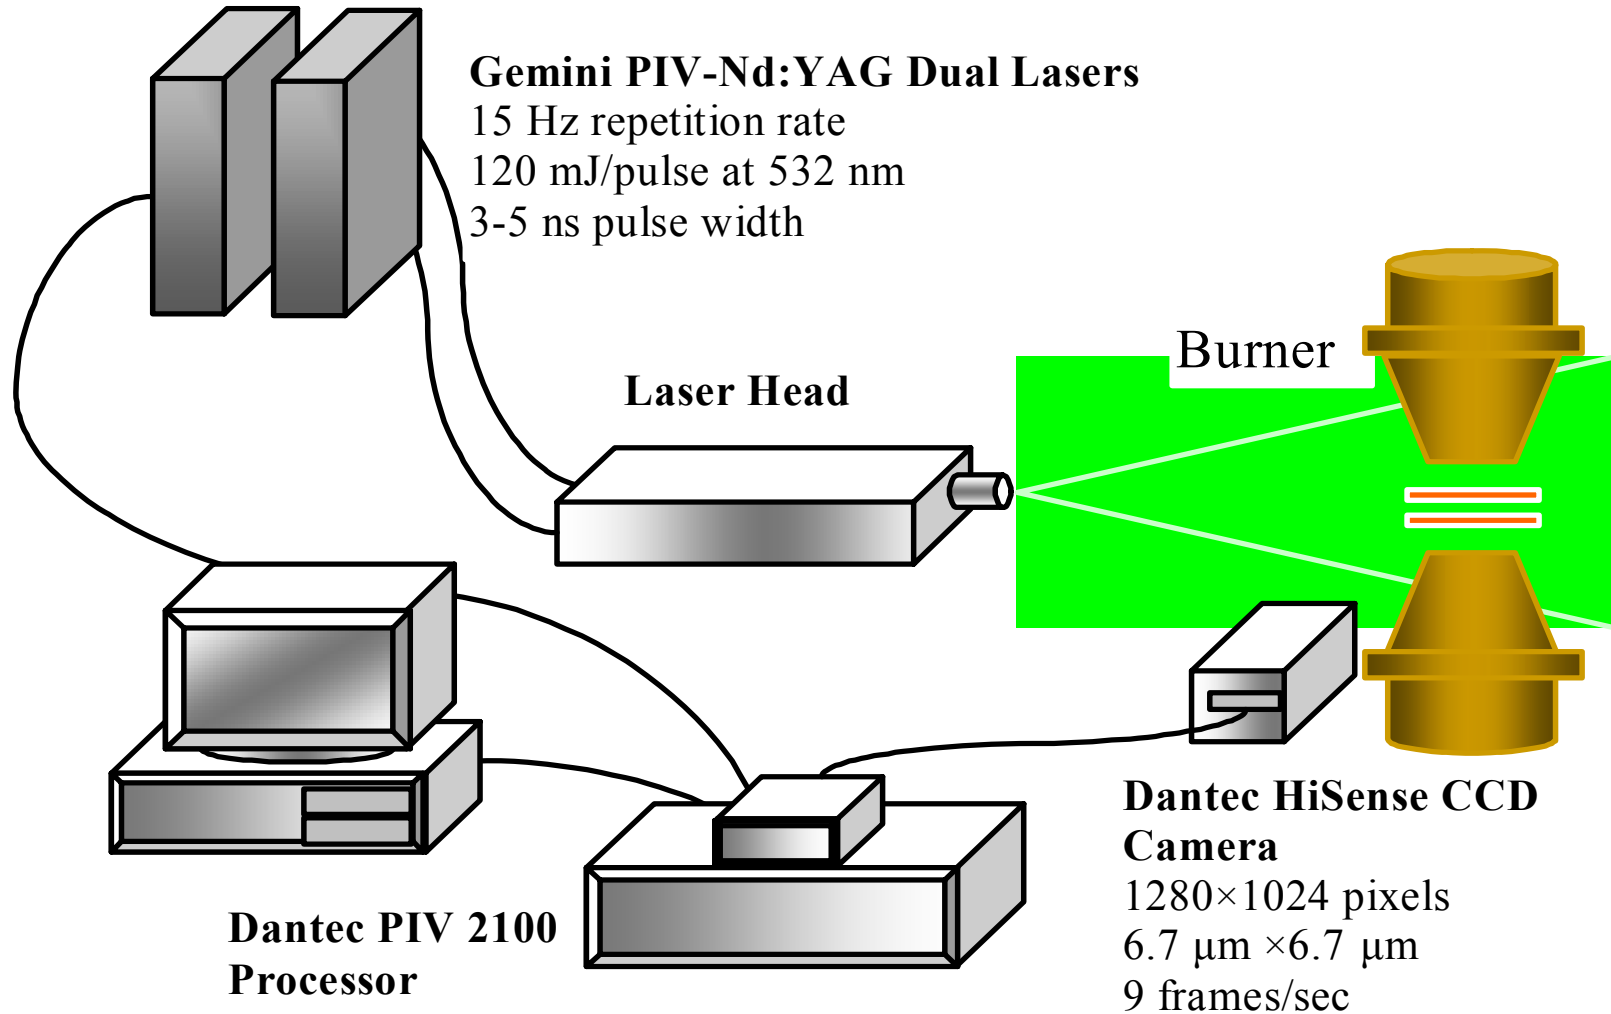 Gemini PIV-Nd:YAG Dual Lasers
15 Hz repetition rate
120 mJ/pulse at 532 nm
3-5 ns pulse width
Burner
Laser Head
Dantec HiSense CCD
Camera
1280×1024 pixels
6.7 μm ×6.7 μm
9 frames/sec
Dantec PIV 2100
Processor